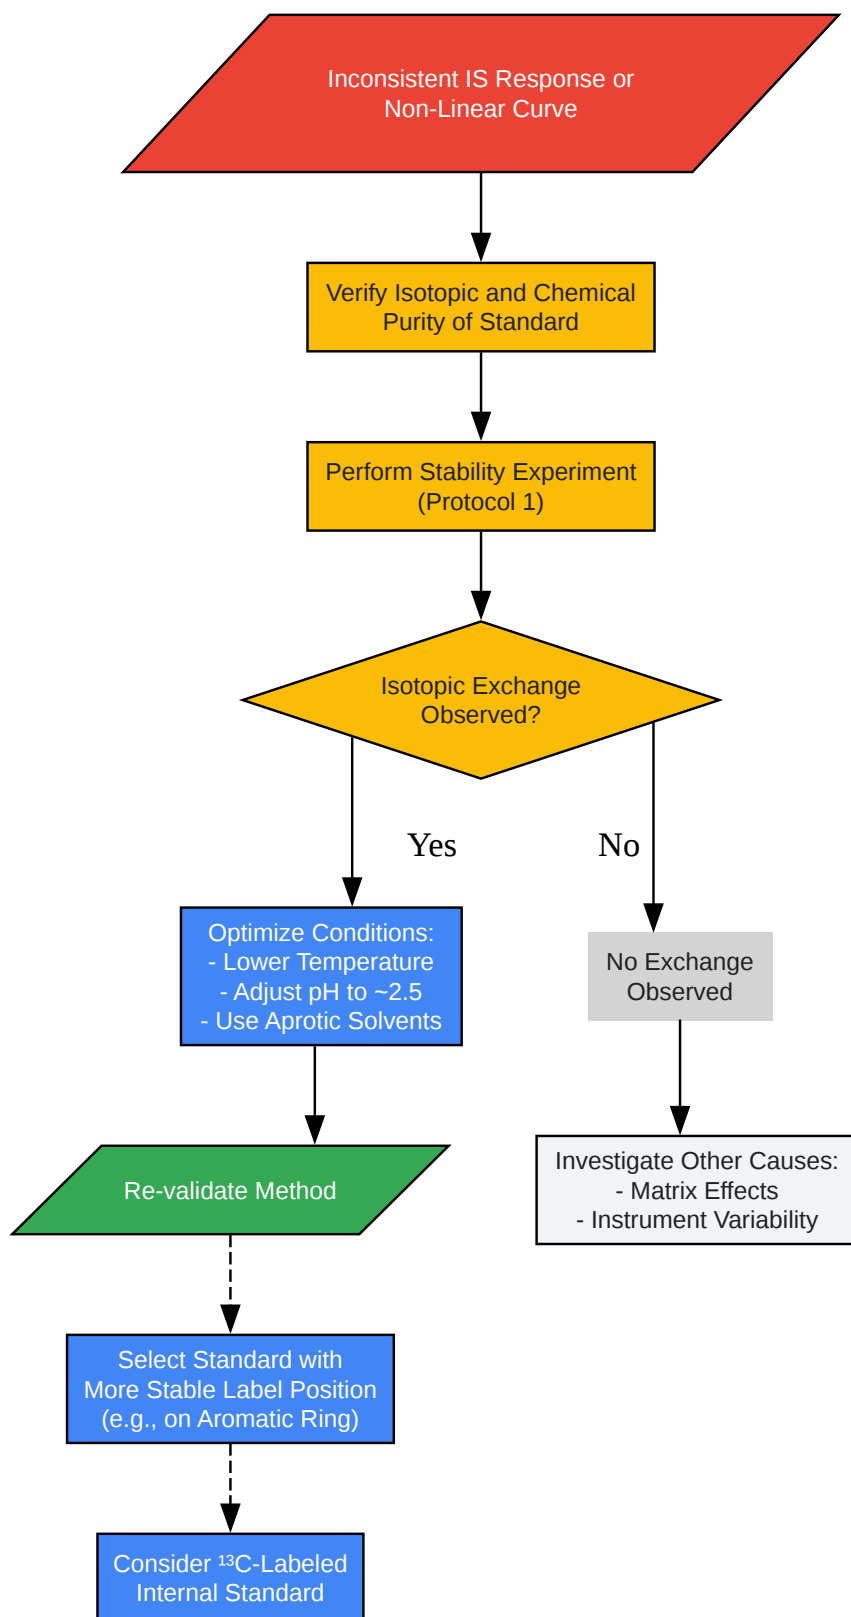 Inconsistent IS Response or
Non-Linear Curve
Verify Isotopic and Chemical
Purity of Standard
Perform Stability Experiment
(Protocol 1)
Isotopic Exchange
Observed?
Yes
No
Optimize Conditions:
- Lower Temperature
- Adjust pH to ~2.5
- Use Aprotic Solvents
No Exchange
Observed
Re-validate Method
Investigate Other Causes:
- Matrix Effects
- Instrument Variability
Select Standard with
More Stable Label Position
(e.g., on Aromatic Ring)
Consider ¹³C-Labeled
Internal Standard